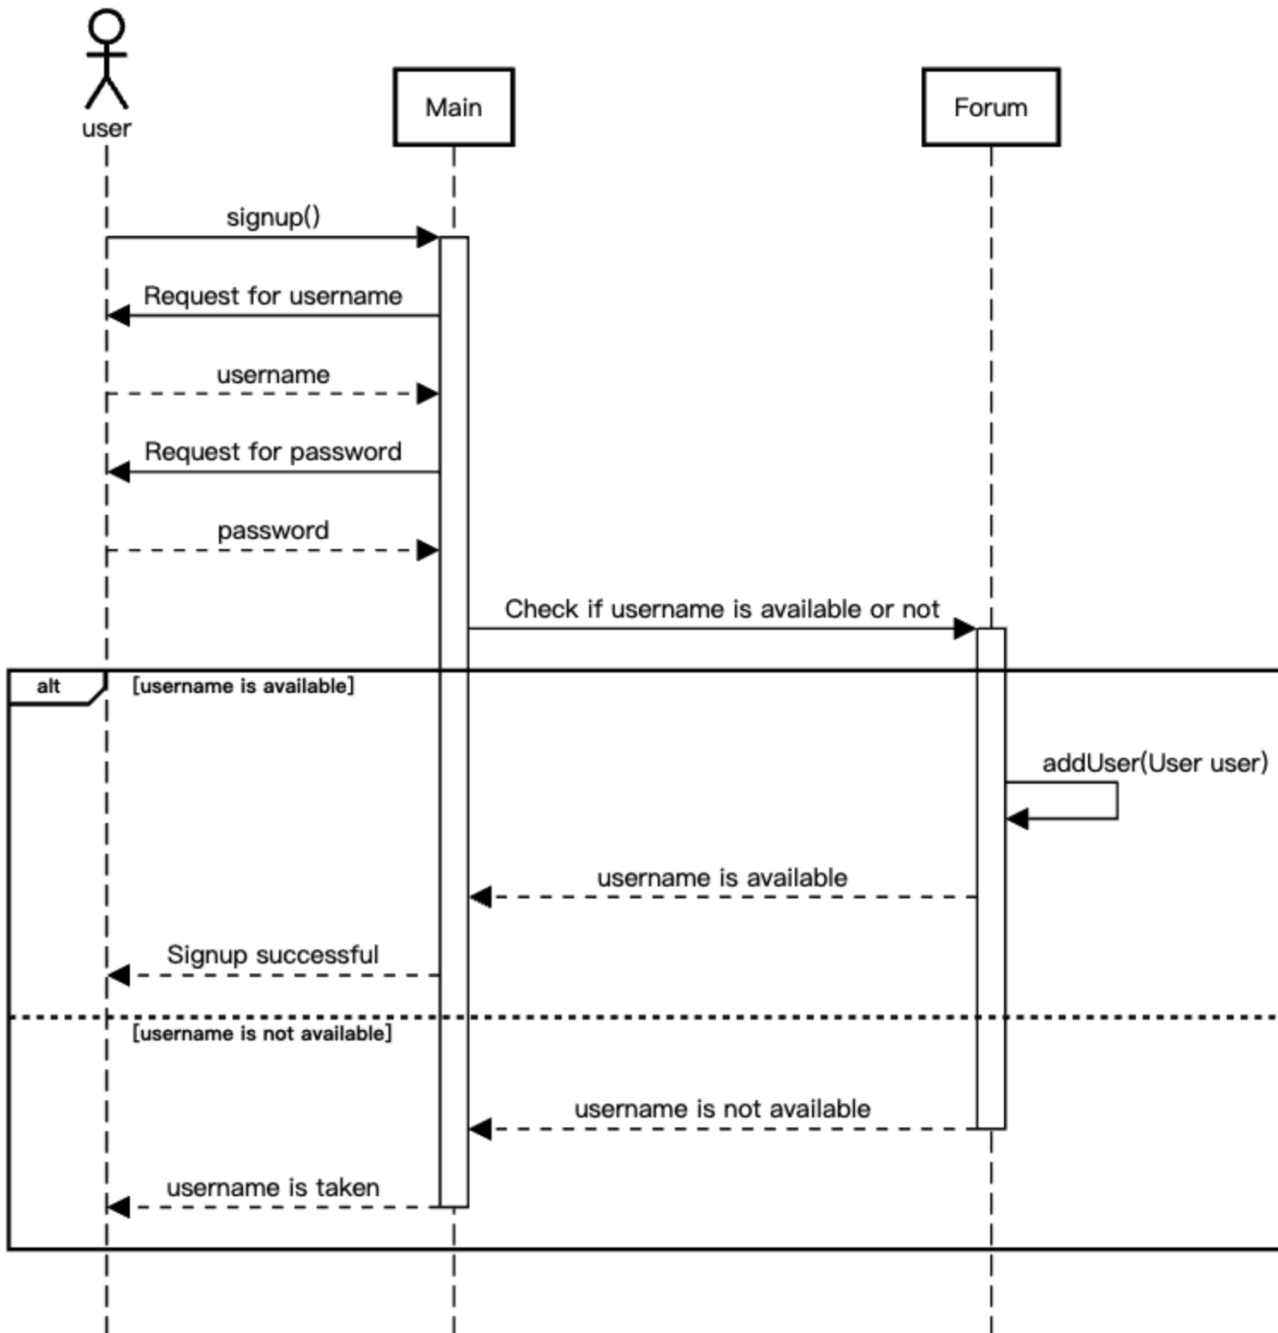 user
Main
Forum
signup()
Request for username
username
Request for password
password
Check if username is available or not
alt
[username is available]
addUser(User user)
username is available
Signup successful
[username is not available]
username is not available
username is taken